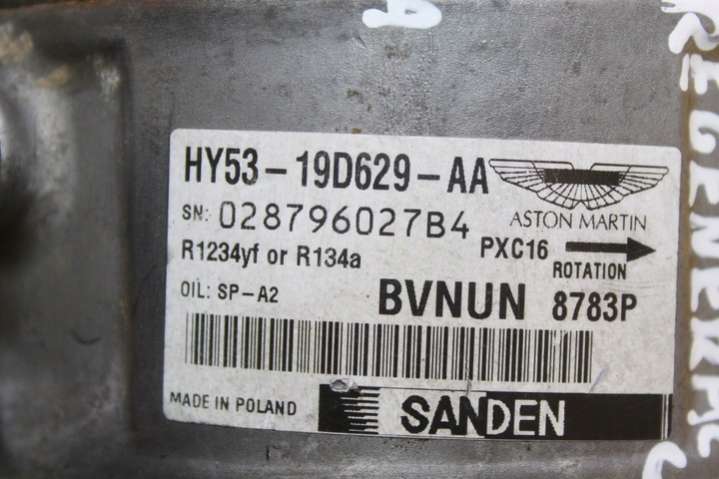 HY53-19D629-AA
SN: 028796027B4
ASTON MARTIN
R1234yf or R134a
PXC16
ROTATION
OIL: SP-A2
BVNUN 8783P
MADE IN POLAND
SANDEN